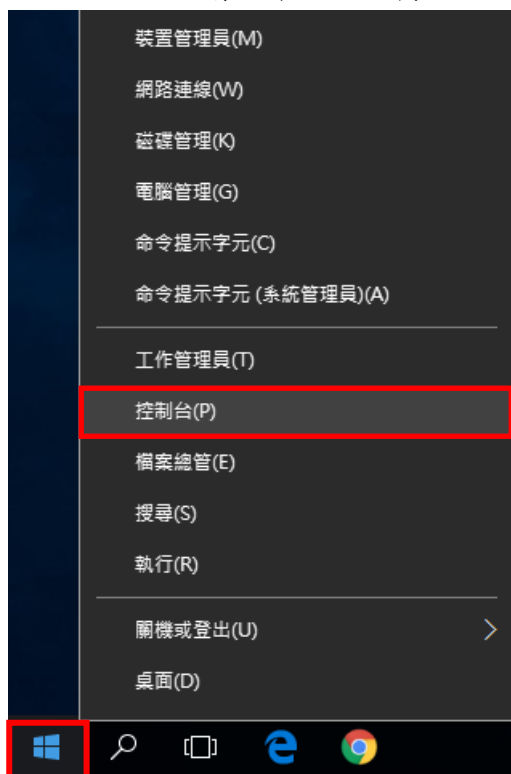 裝置管理員(M)
網路連線(W)
磁碟管理(K)
電腦管理(G)
命令提示字元(C)
命令提示字元 (系統管理員)(A)
工作管理員(T)
控制台(P)
檔案總管(E)
搜尋(S)
執行(R)
關機或登出(U)
桌面(D)